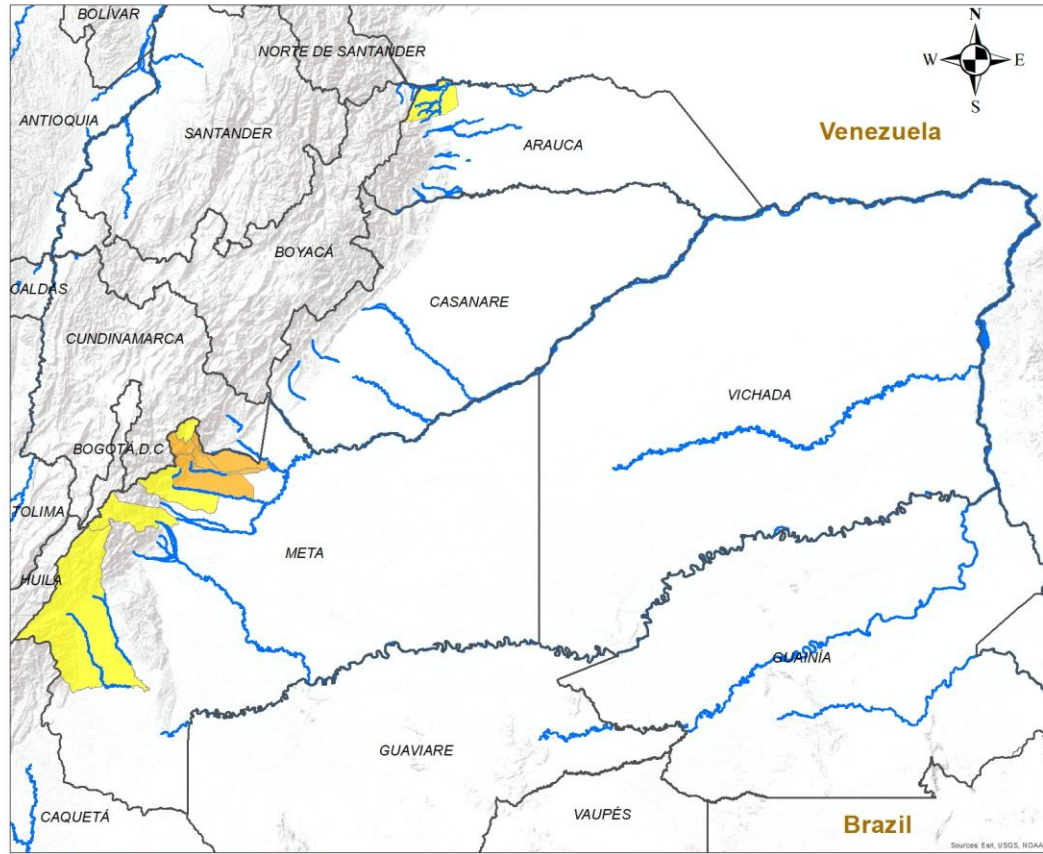 BOLÍVAR
NORTE DE SANTANDER
N
W
E
S
ANTIOQUIA
SANTANDER
ARAUCA
Venezuela
BOYACÁ
CALDAS
CASANARE
CUNDINAMARCA
VICHADA
BOGOTÁ,D.C
TOLIMA
META
HUILA
GUAINÍA
GUAVIARE
CAQUETÁ
VAUPÉS
Brazil
Sources: Esri, USGS, NOAA